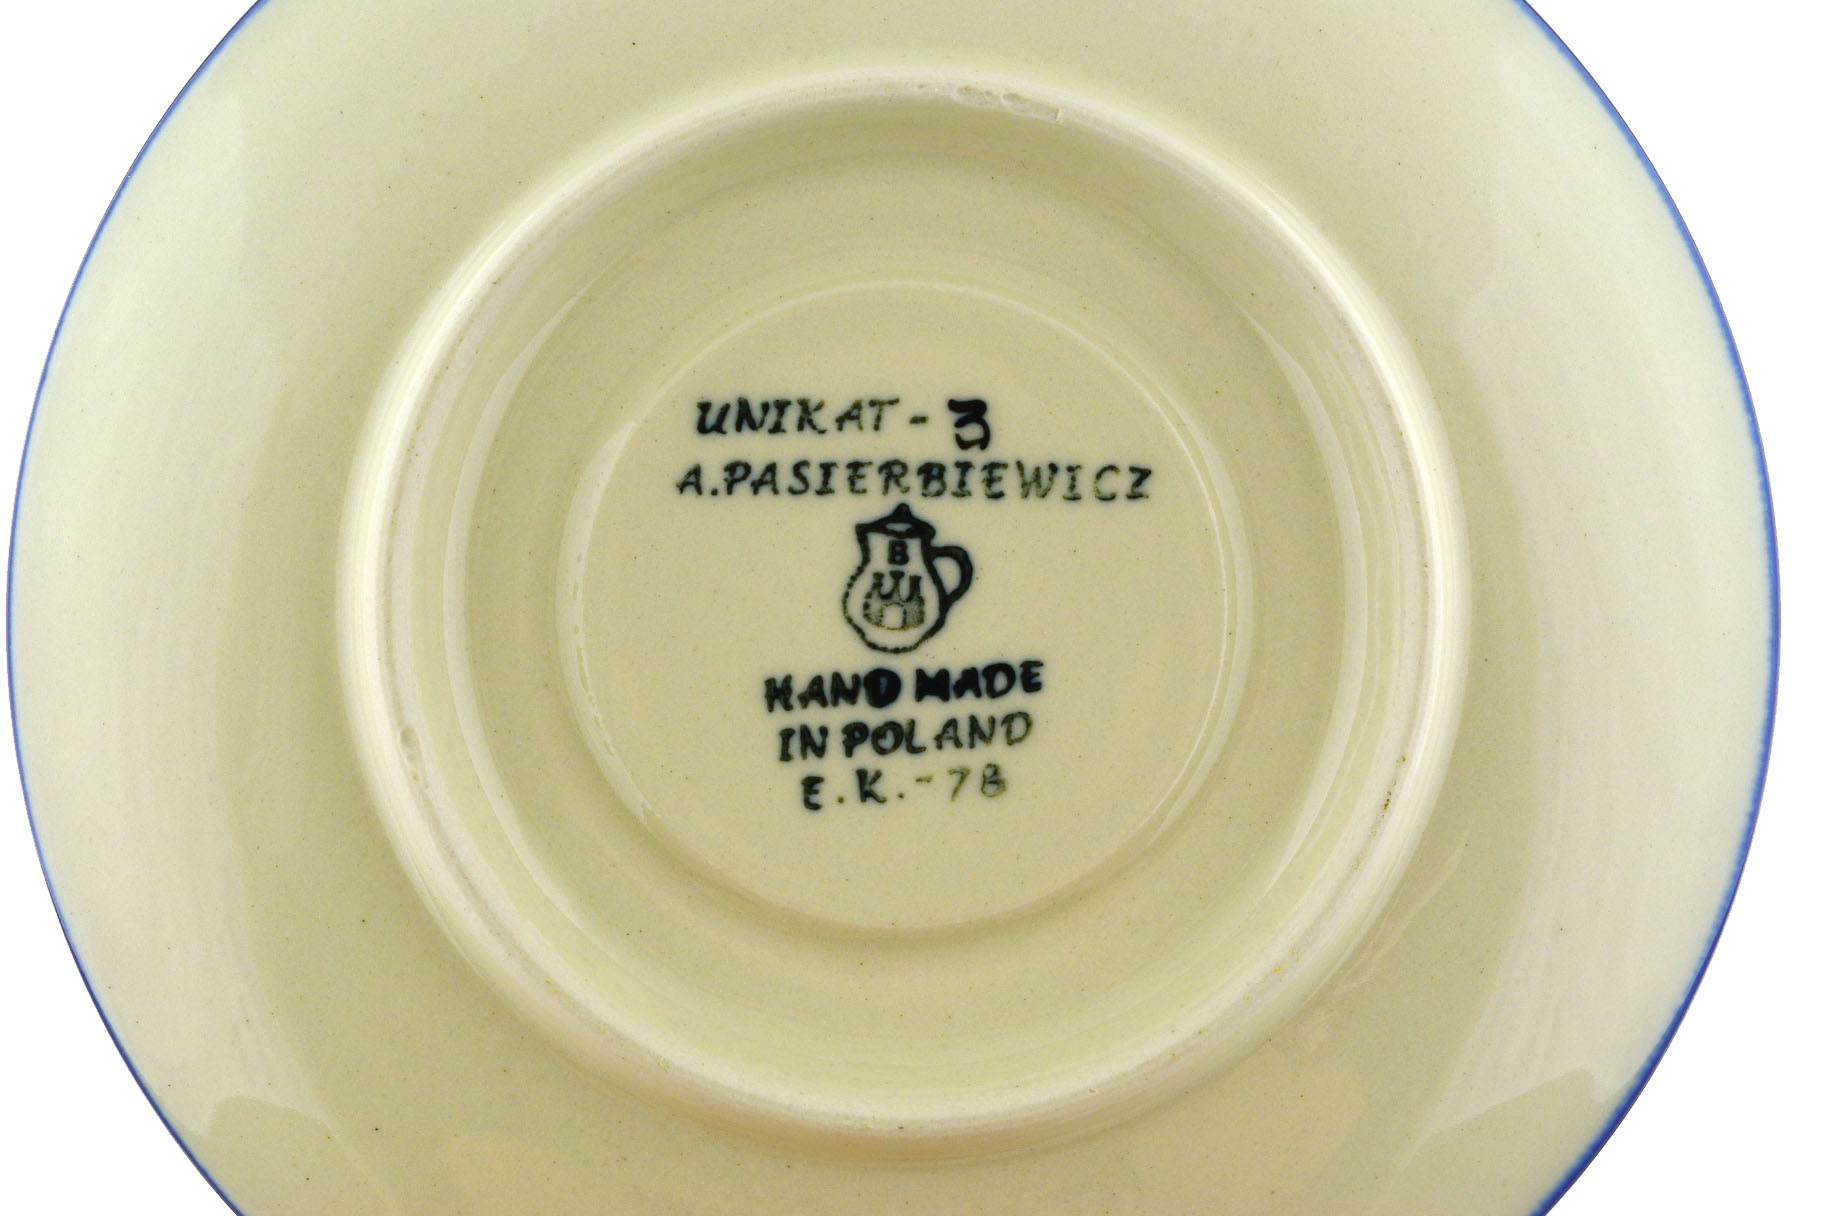 UNIKAT - 3
A.PASIERBIEWICZ
B
HAND MADE
IN POLAND
E.K.-78